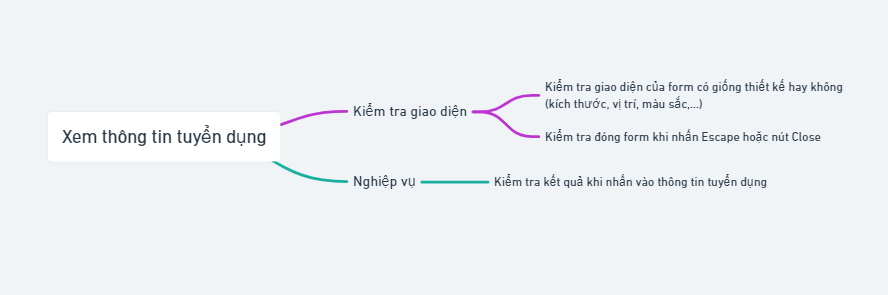 Xem thông tin tuyển dụng
Kiểm tra giao diện
Kiểm tra giao diện của form có giống thiết kế hay không
(kích thước, vị trí, màu sắc,...)
Kiểm tra đóng form khi nhấn Escape hoặc nút Close
Nghiệp vụ
Kiểm tra kết quả khi nhấn vào thông tin tuyển dụng